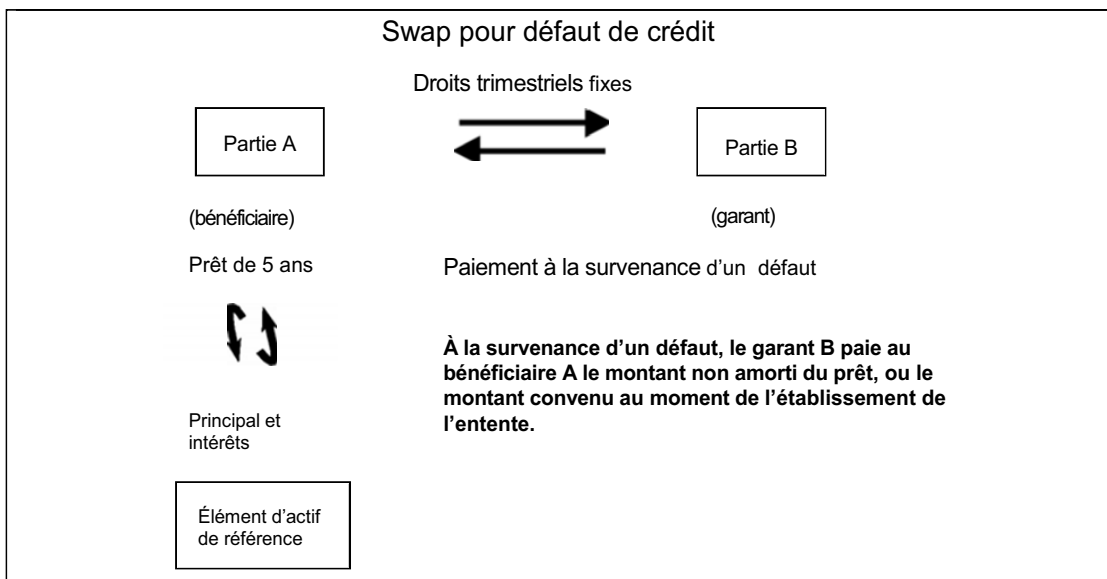 Swap pour défaut de crédit
Droits trimestriels fixes
Partie A
Partie B
(bénéficiaire)
(garant)
Prêt de 5 ans
Paiement à la survenance d'un défaut
À la survenance d'un défaut, le garant B paie au
bénéficiaire A le montant non amorti du prêt, ou le
montant convenu au moment de l'établissement de
l'entente.
Principal et
intérêts
Élément d'actif
de référence